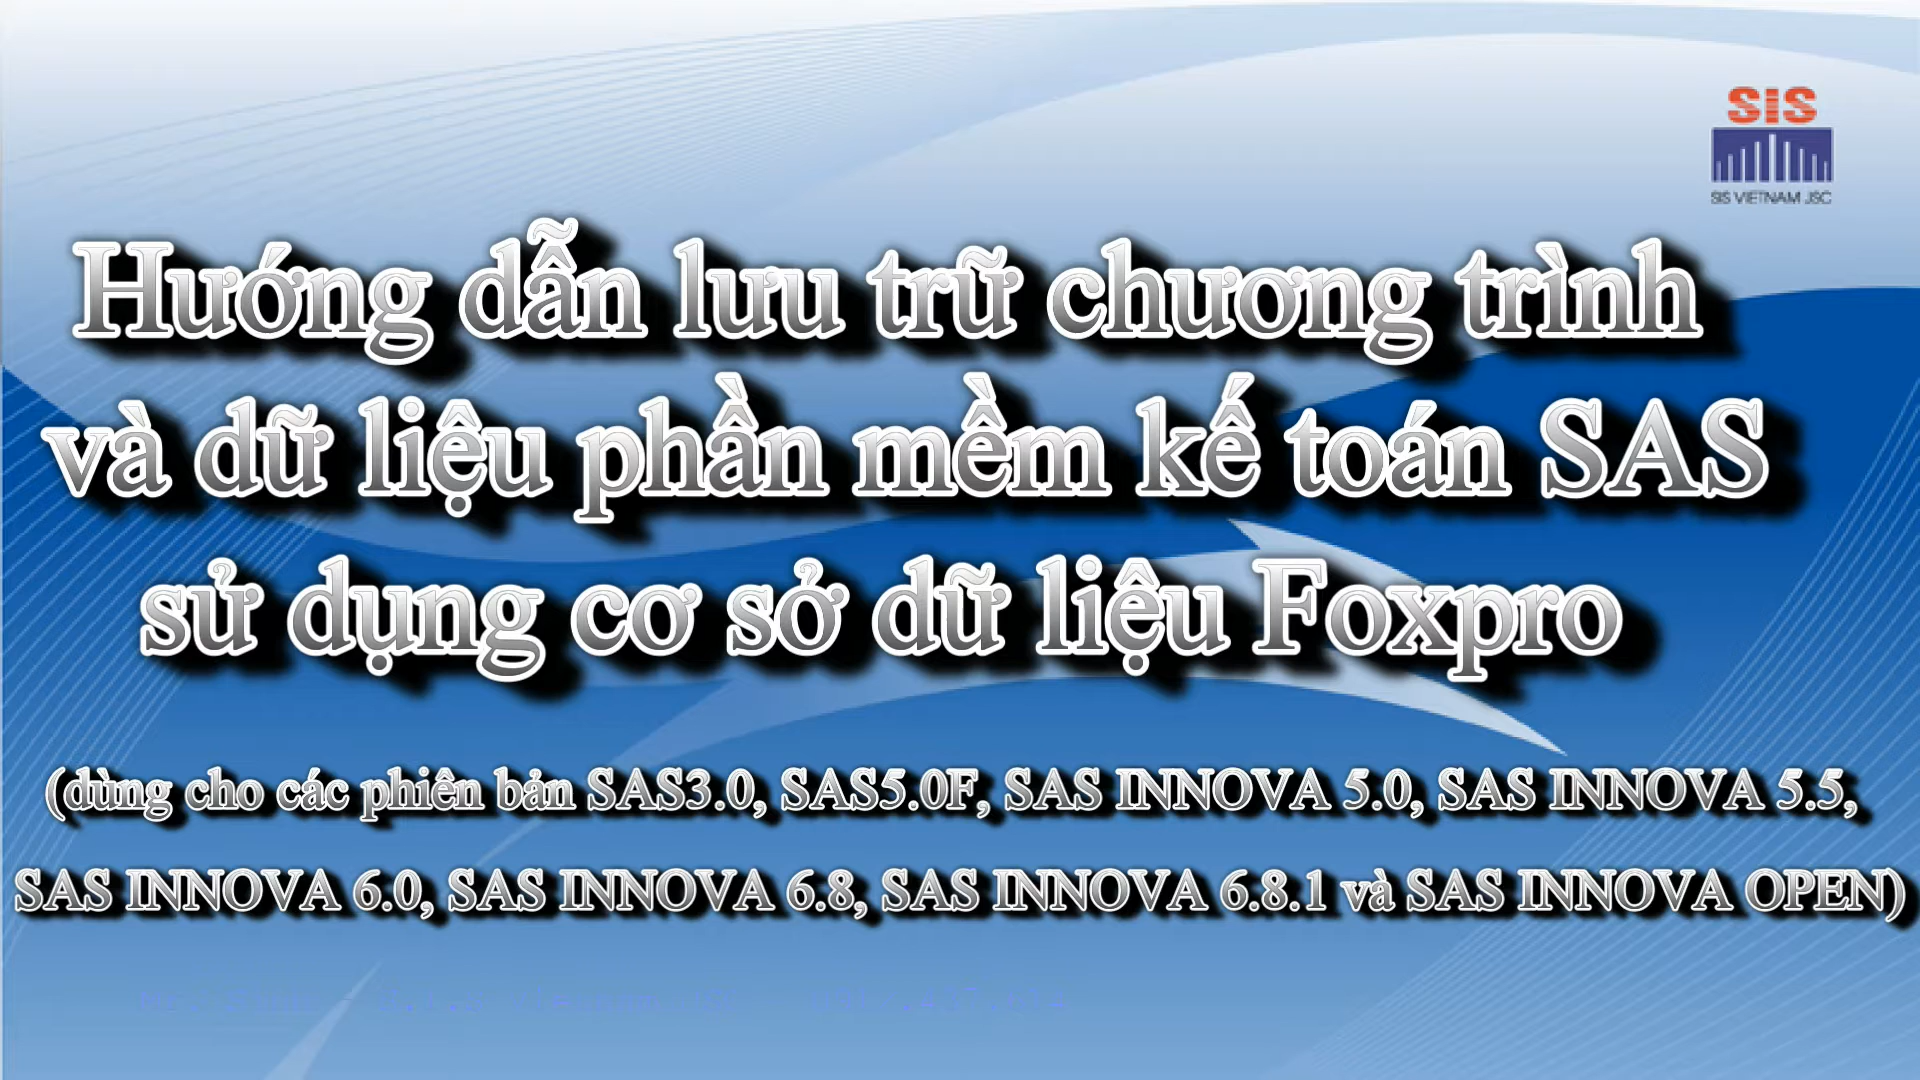 SIS
SIS VIETNAM JSC
Hướng dẫn lưu trữ chương trình
và dữ liệu phần mềm kế toán SAS
sử dụng cơ sở dữ liệu Foxpro
(dùng cho các phiên bản SAS3.0, SAS5.0F, SAS INNOVA 5.0, SAS INNOVA 5.5,
SAS INNOVA 6.0, SAS INNOVA 6.8, SAS INNOVA 6.8.1 và SAS INNOVA OPEN)